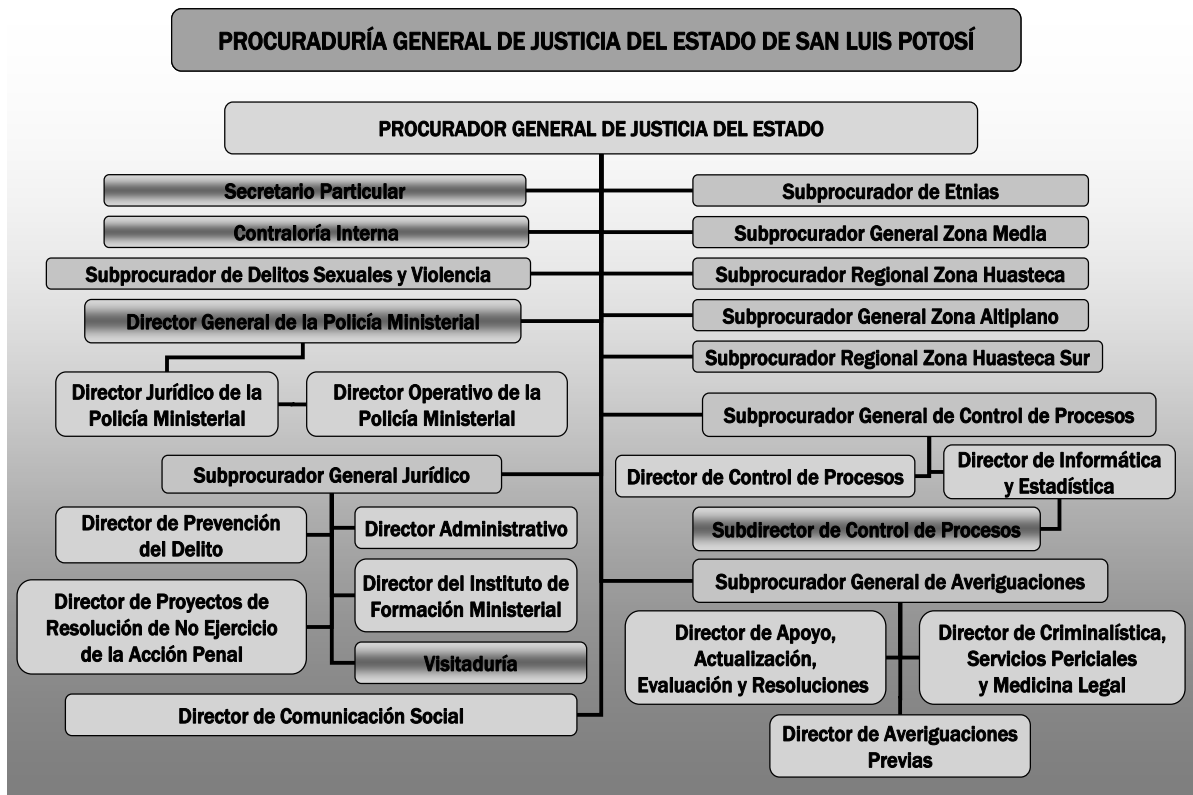 PROCURADURÍA GENERAL DE JUSTICIA DEL ESTADO DE SAN LUIS POTOSÍ
PROCURADOR GENERAL DE JUSTICIA DEL ESTADO
Secretario Particular
Subprocurador de Etnias
Contraloría Interna
Subprocurador General Zona Media
Subprocurador de Delitos Sexuales y Violencia
Subprocurador Regional Zona Huasteca
Director General de la Policía Ministerial
Subprocurador General Zona Altiplano
Subprocurador Regional Zona Huasteca Sur
Director Jurídico de la
Policía Ministerial
Director Operativo de la
Policía Ministerial
Subprocurador General de Control de Procesos
Subprocurador General Jurídico
Director de Control de Procesos
Director de Informática
y Estadística
Director de Prevención
del Delito
Director Administrativo
Subdirector de Control de Procesos
Director del Instituto de
Formación Ministerial
Subprocurador General de Averiguaciones
Director de Proyectos de
Resolución de No Ejercicio
de la Acción Penal
Visitaduría
Director de Apoyo,
Actualización,
Evaluación y Resoluciones
Director de Criminalística,
Servicios Periciales
y Medicina Legal
Director de Comunicación Social
Director de Averiguaciones
Previas